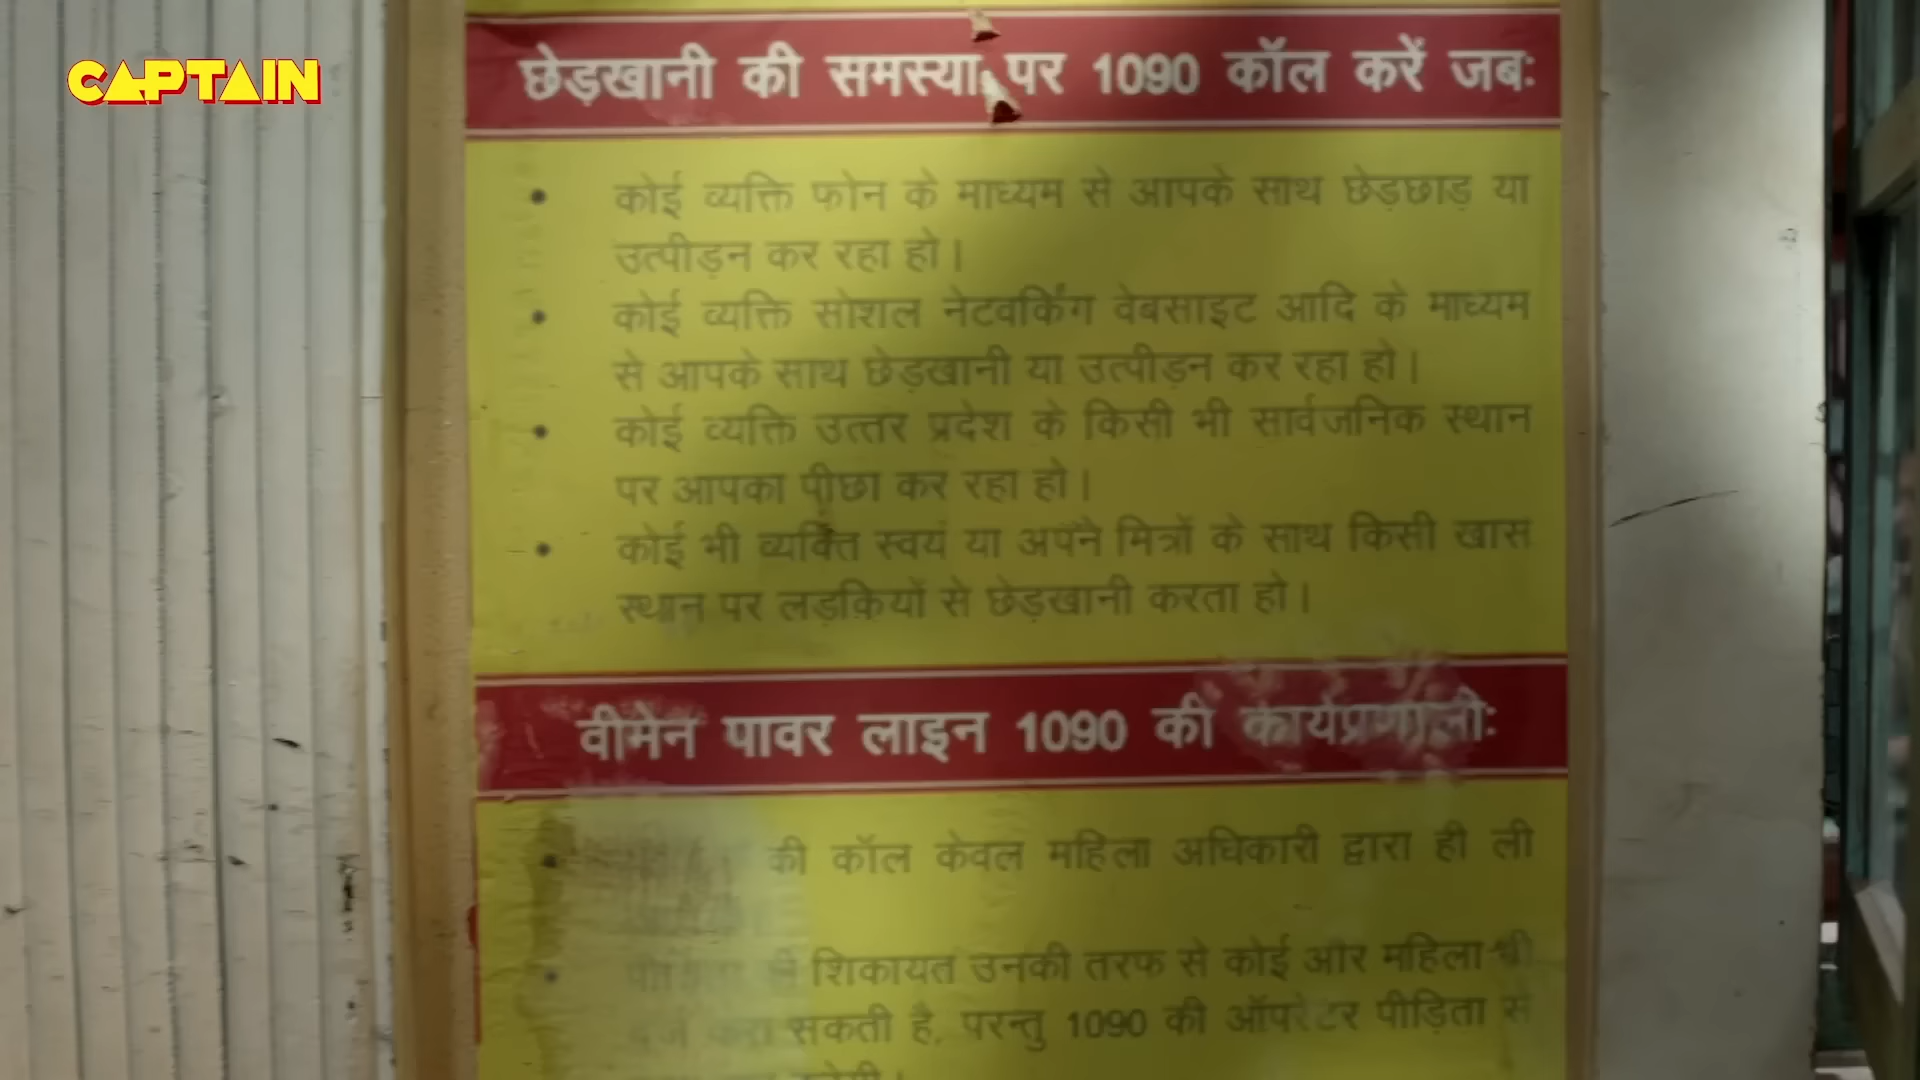 CAPTAIN
छेड़खानी की समस्या पर 1090 कॉल करें जबः
• कोई व्यक्ति फोन के माध्यम से आपके साथ छेड़छाड़ या
उत्पीड़न कर रहा हो।
• कोई व्यक्ति सोशल नेटवर्किंग वेबसाइट आदि के माध्यम
से आपके साथ छेड़खानी या उत्पीड़न कर रहा हो।
• कोई व्यक्ति उत्तर प्रदेश के किसी भी सार्वजनिक स्थान
पर आपका पीछा कर रहा हो।
• कोई भी व्यक्ति स्वयं या अपने मित्रों के साथ किसी खास
स्थान पर लड़कियों से छेड़खानी करता हो।
वीमेन पावर लाइन 1090 की कार्यप्रणालीः
• की कॉल केवल महिला अधिकारी द्वारा ही ली
• शिकायत उनकी तरफ से कोई और महिला भी
सकती है, परन्तु 1090 की ऑपरेटर पीड़िता से